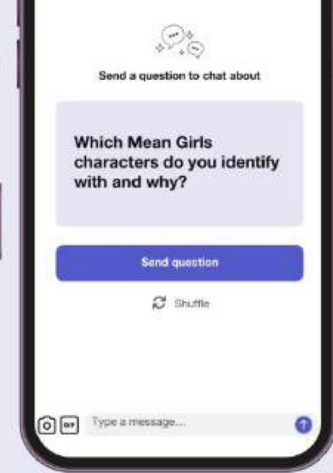 Send a question to chat about
Which Mean Girls
characters do you identify
with and why?
Send question
Shuffle
GIF
Type a message...